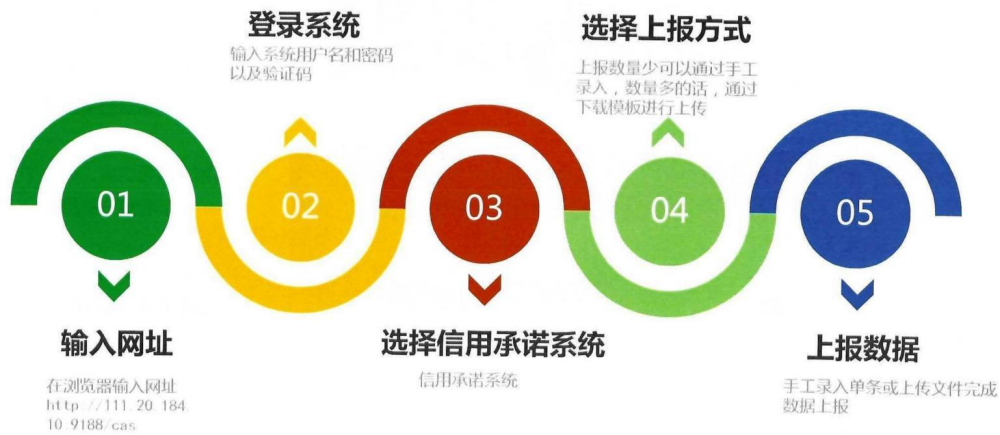 01
输入网址
在浏览器输入网址
http://111.20.184
10:9188/cas
登录系统
输入系统用户名和密码
以及验证码
02
03
选择信用承诺系统
信用承诺系统
选择上报方式
上报数量少可以通过手工
录入，数量多的话，通过
下载模板进行上传
04
05
上报数据
手工录入单条或上传文件完成
数据上报